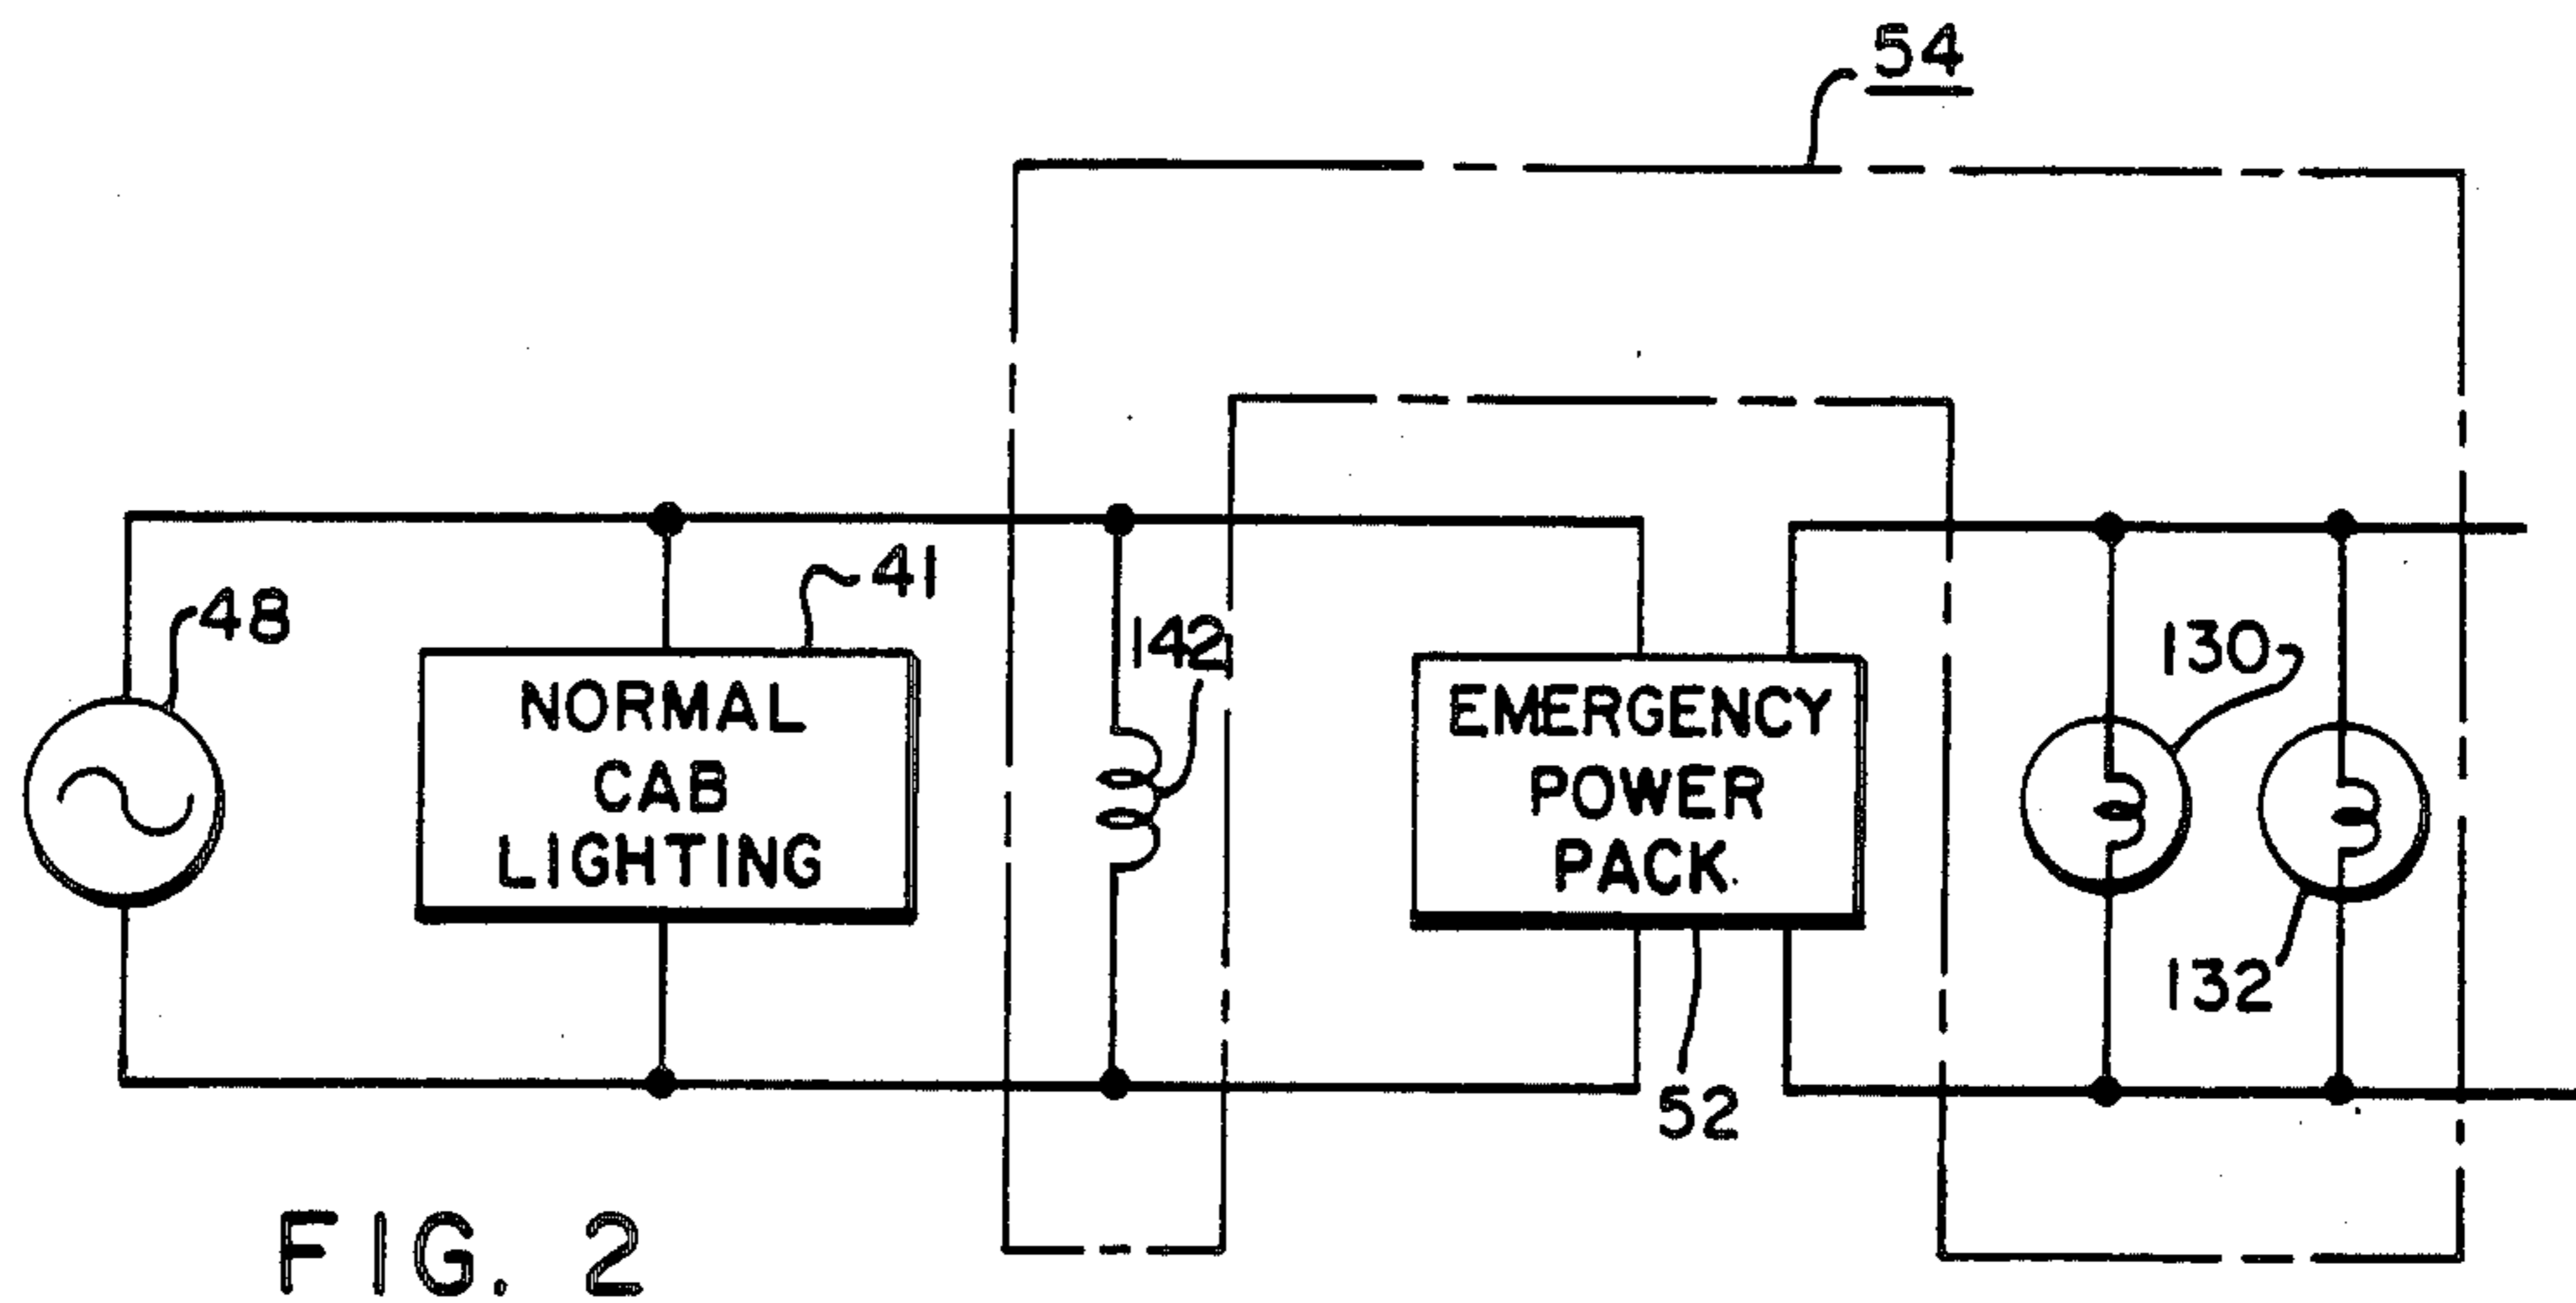 54
41
48
142
130
NORMAL
CAB
LIGHTING
EMERGENCY
POWER
PACK
132
52
FIG. 2